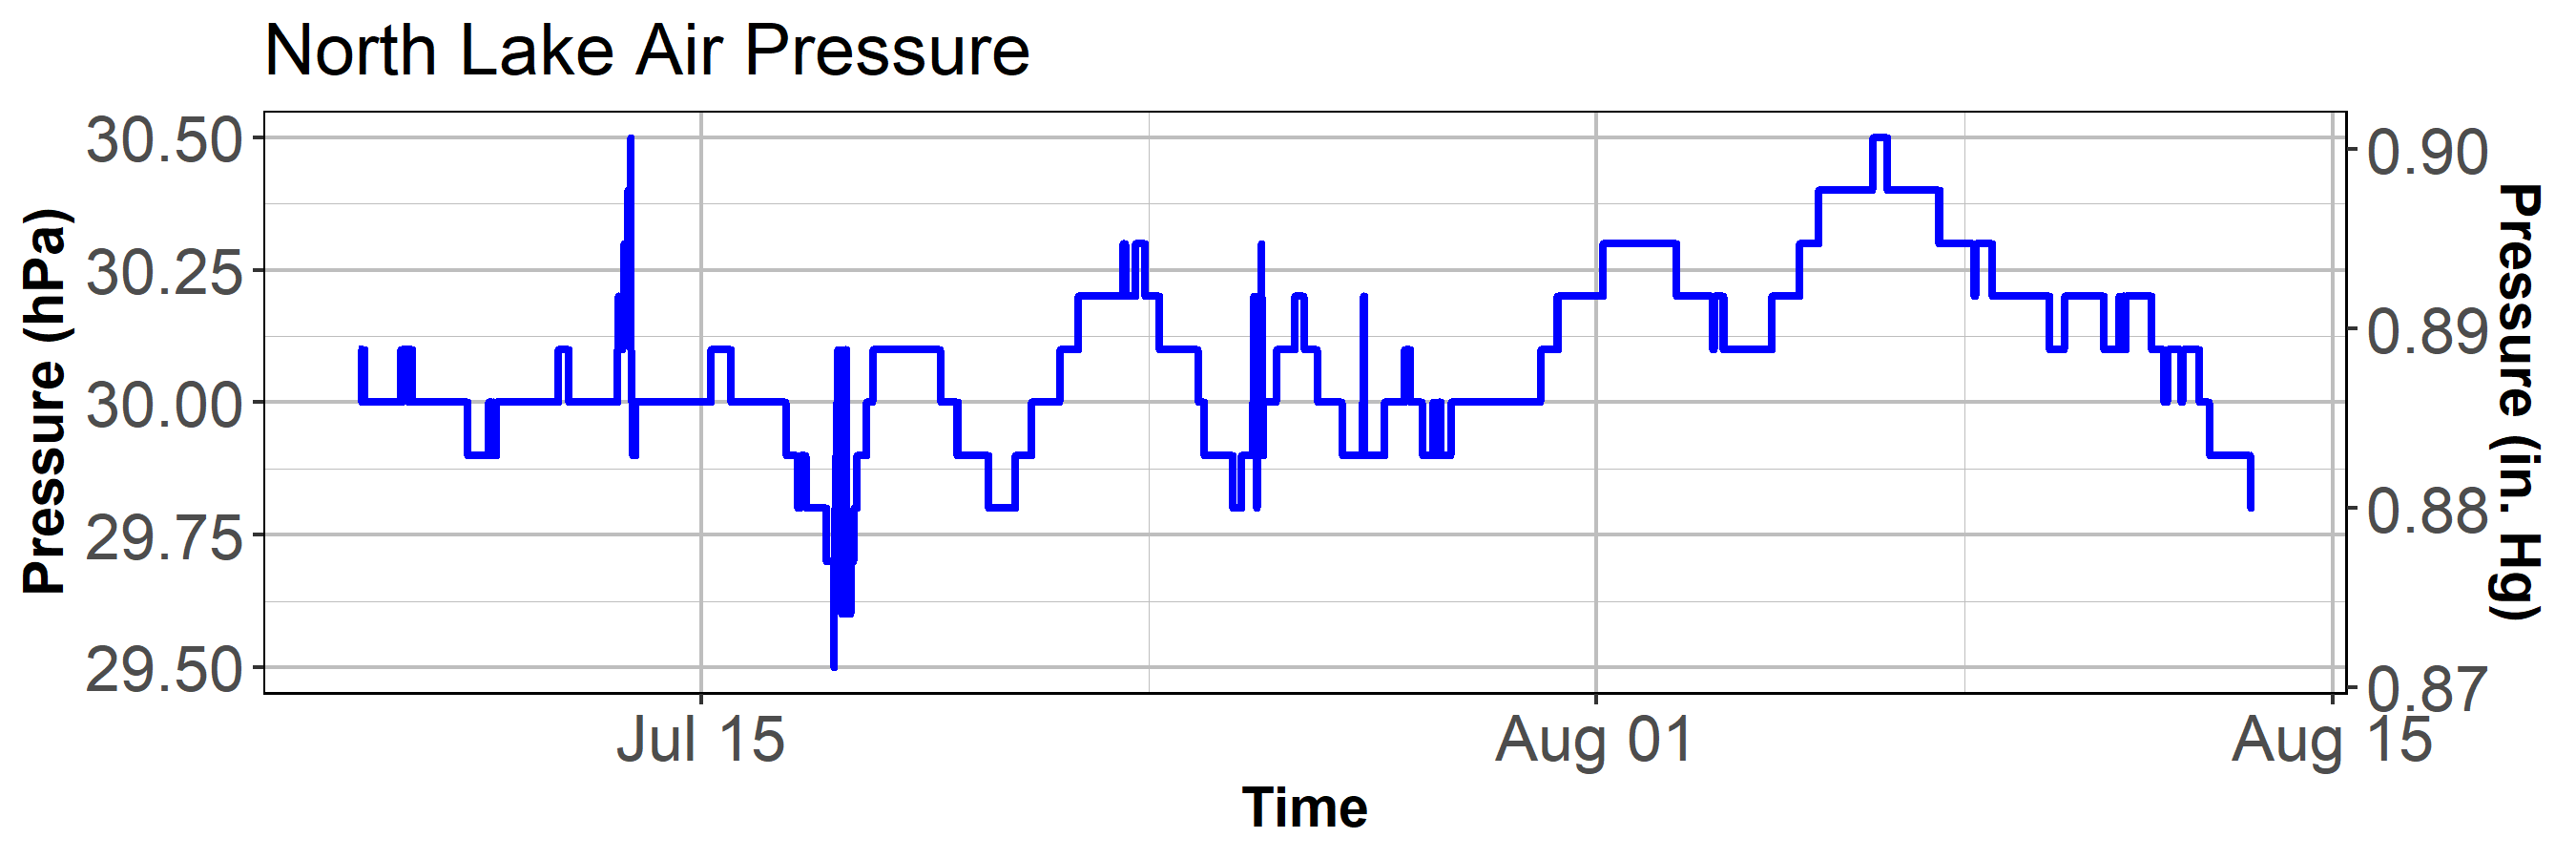 North Lake Air Pressure
Pressure (hPa)
30.50
30.25
30.00
29.75
29.50
0.90
0.89
0.88
0.87
Pressure (in. Hg)
Jul 15
Aug 01
Aug 15
Time